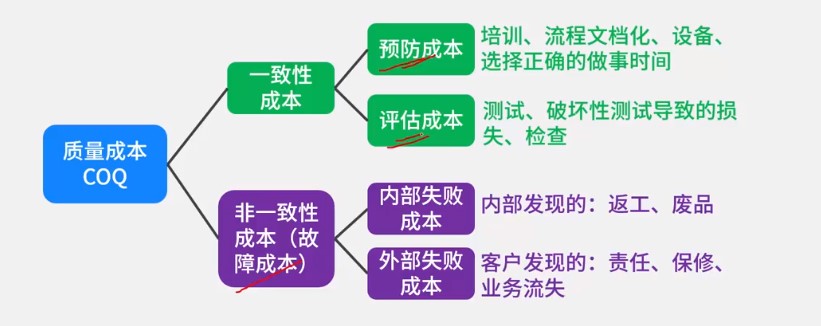 质量成本
COQ
一致性
成本
预防成本
培训、流程文档化、设备、
选择正确的做事时间
评估成本
测试、破坏性测试导致的损
失、检查
非一致性
成本（故
障成本）
内部失败
成本
内部发现的：返工、废品
外部失败
成本
客户发现的：责任、保修、
业务流失